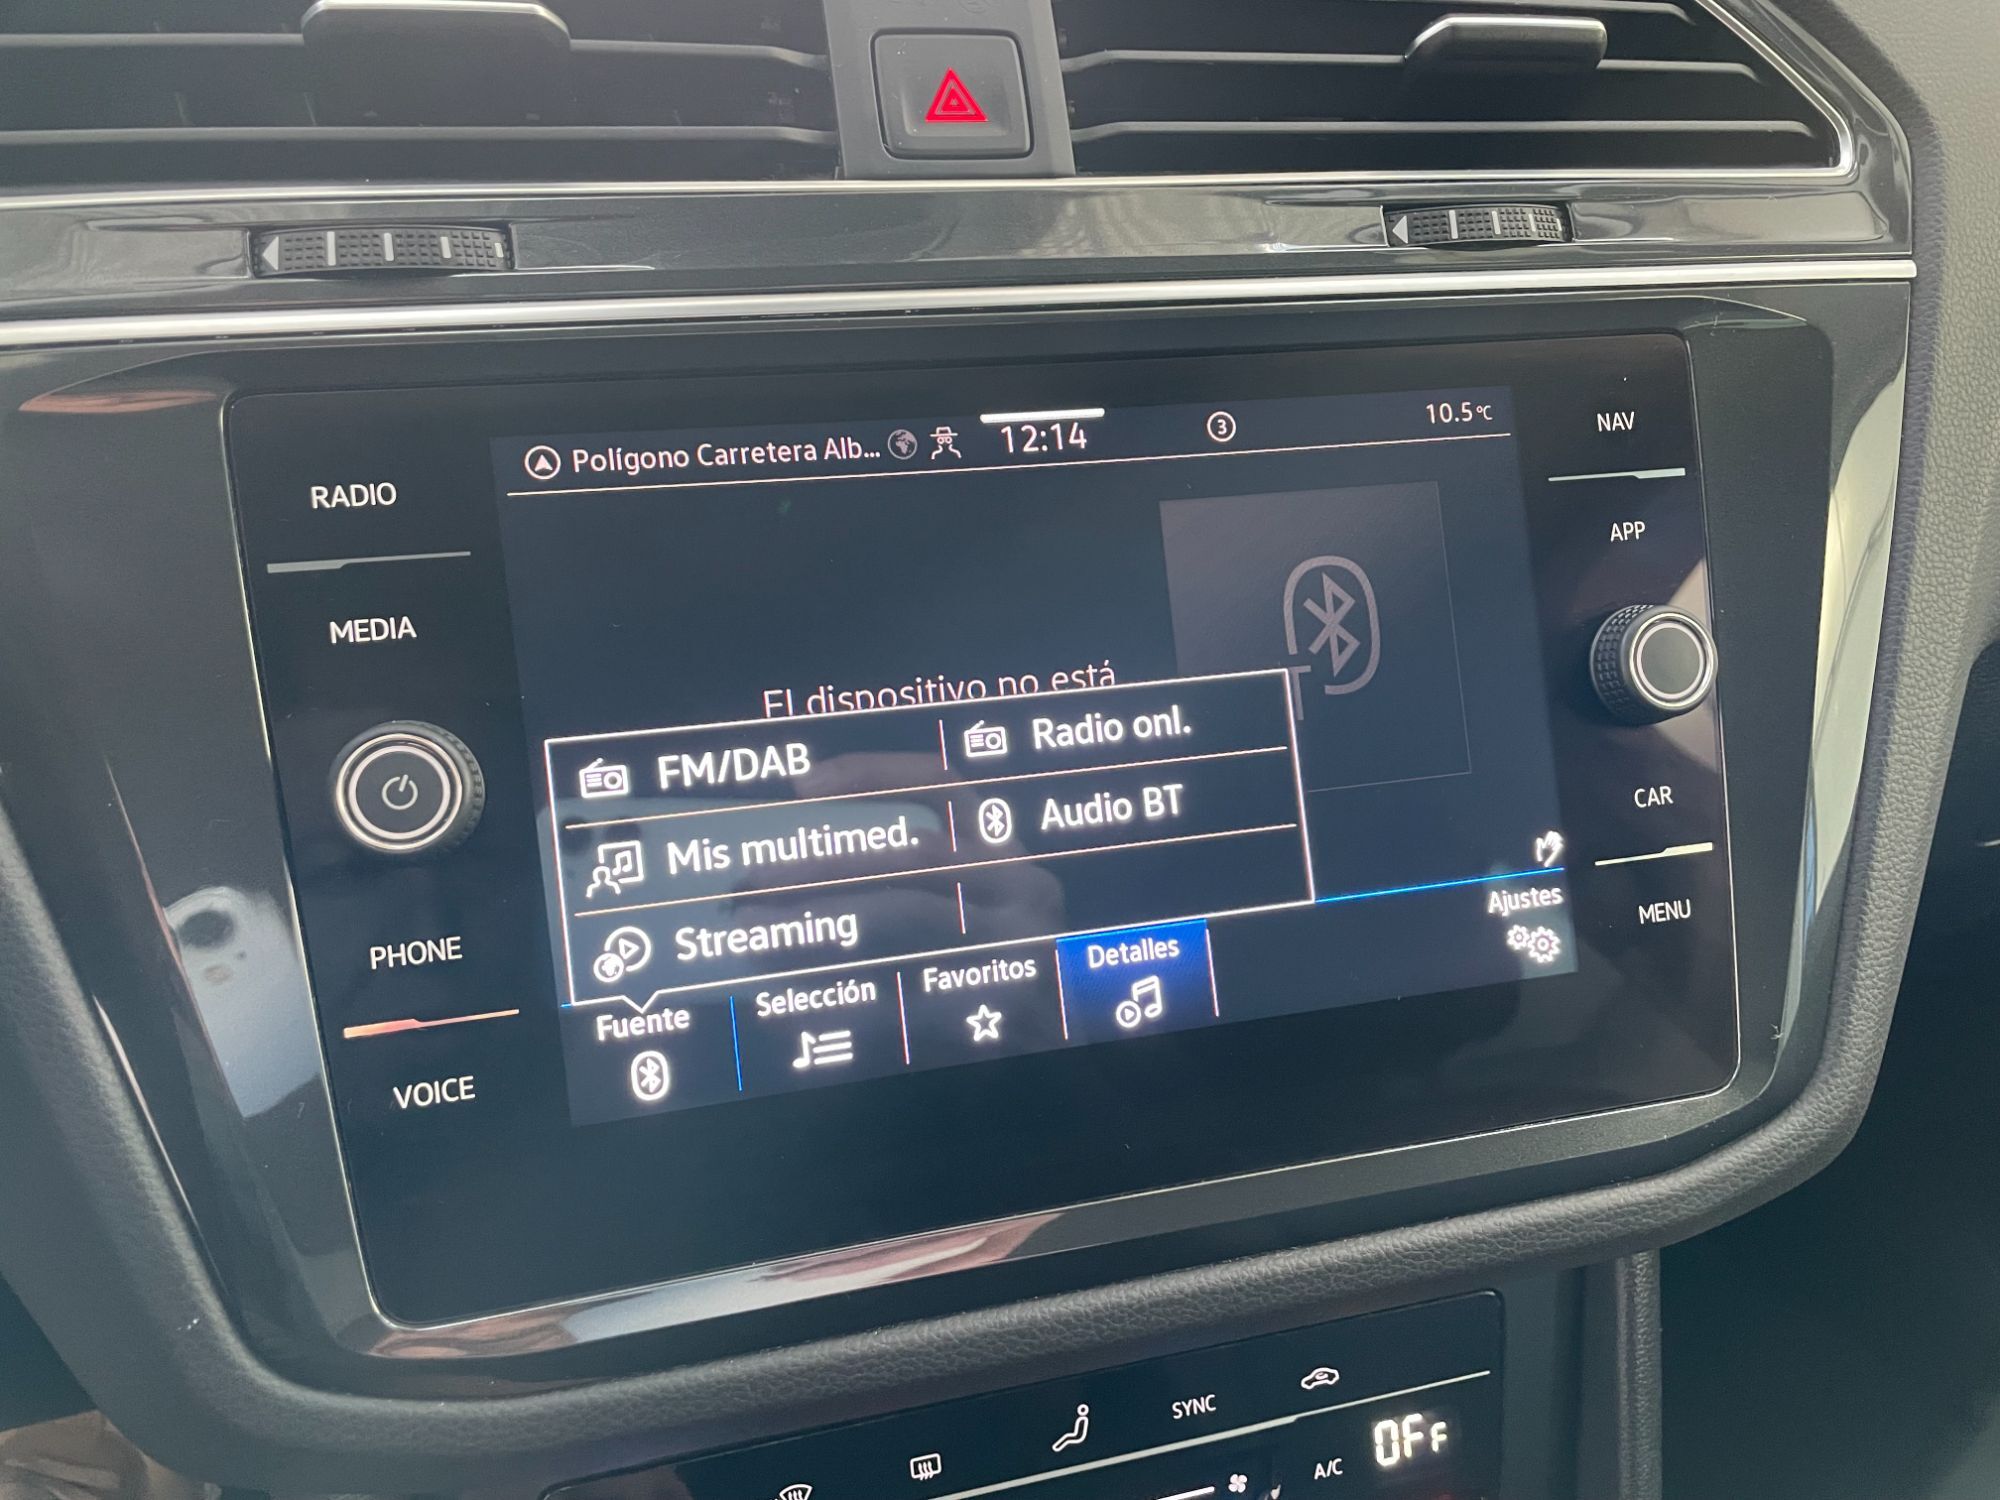 Polígono Carretera Alb...
12:14
3
10.5°C
NAV
RADIO
APP
MEDIA
El dispositivo no está
FM/DAB
Radio onl.
Mis multimed.
Audio BT
Streaming
CAR
MENU
PHONE
VOICE
Fuente
Selección
Favoritos
Detalles
Ajustes
SYNC
A/C
OFF